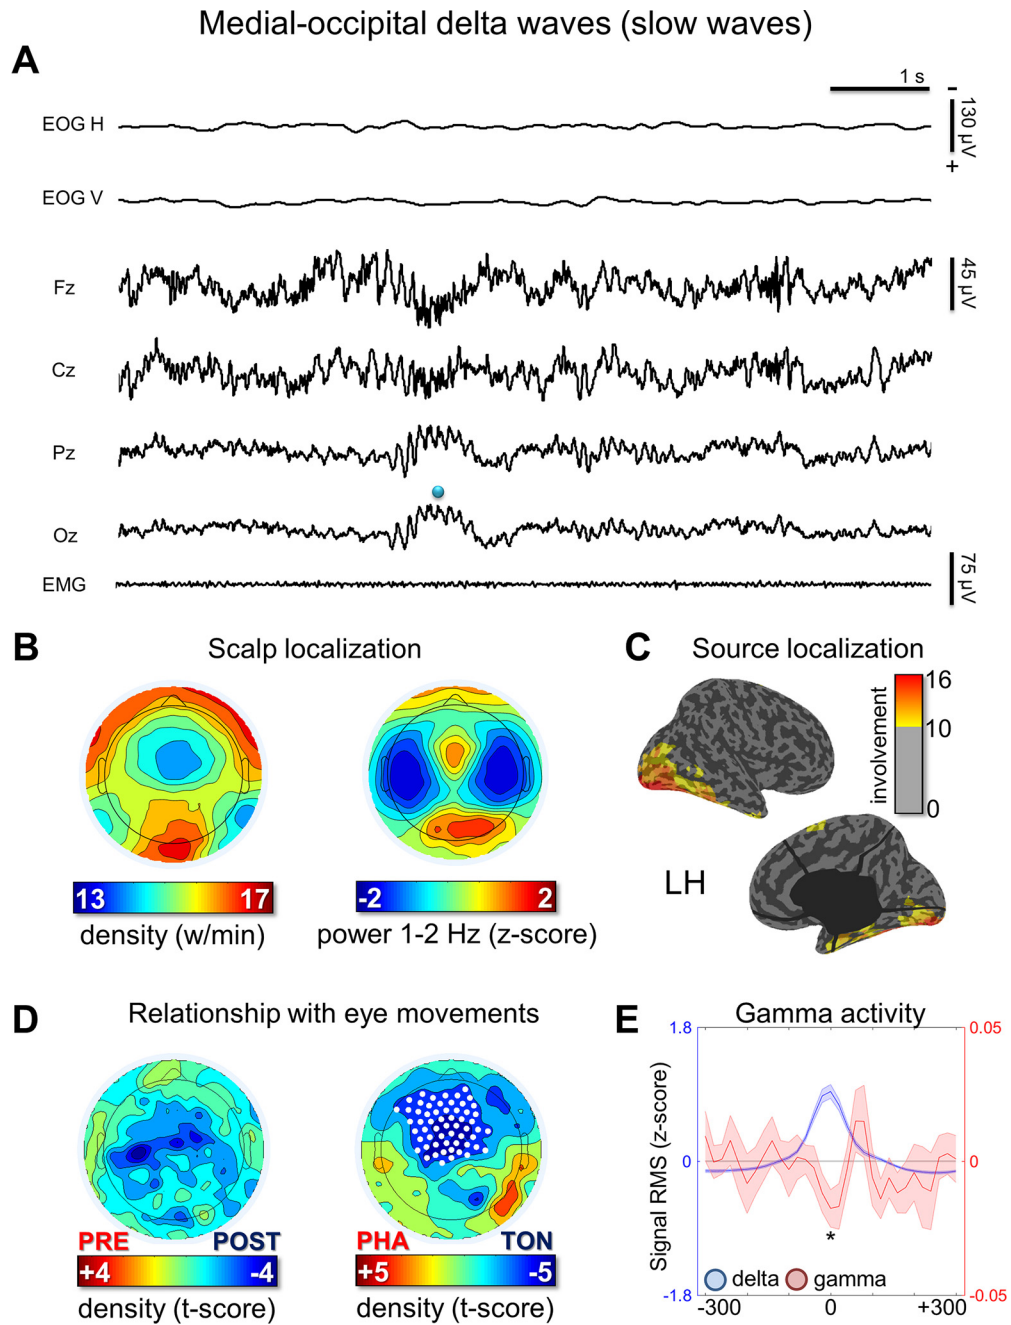 Medial-occipital delta waves (slow waves)
A
1 s
-
130 µV
+
EOG H
EOG V
Fz
45 µV
Cz
Pz
Oz
75 µV
EMG
B
Scalp localization
C
Source localization
involvement
16
10
0
LH
13
17
density (w/min)
-2
2
power 1-2 Hz (z-score)
D
Relationship with eye movements
PRE
POST
+4
-4
density (t-score)
PHA
TON
+5
-5
density (t-score)
E
Gamma activity
1.8
0.05
Signal RMS (z-score)
0
0
*
delta
gamma
-1.8
-0.05
-300
0
+300